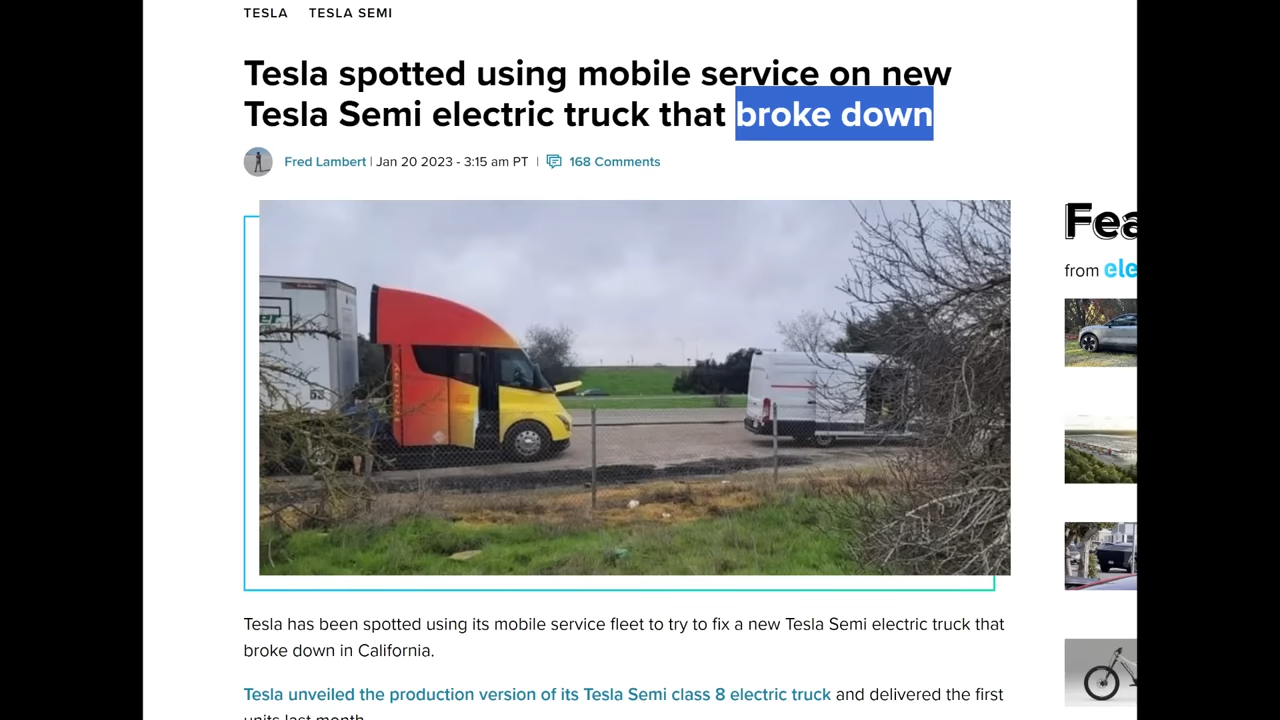 TESLA TESLA SEMI
Tesla spotted using mobile service on new
Tesla Semi electric truck that broke down
Fred Lambert | Jan 20 2023 - 3:15 am PT | 168 Comments
Fea
from ele
Tesla has been spotted using its mobile service fleet to try to fix a new Tesla Semi electric truck that
broke down in California.
Tesla unveiled the production version of its Tesla Semi class 8 electric truck and delivered the first
units last month.